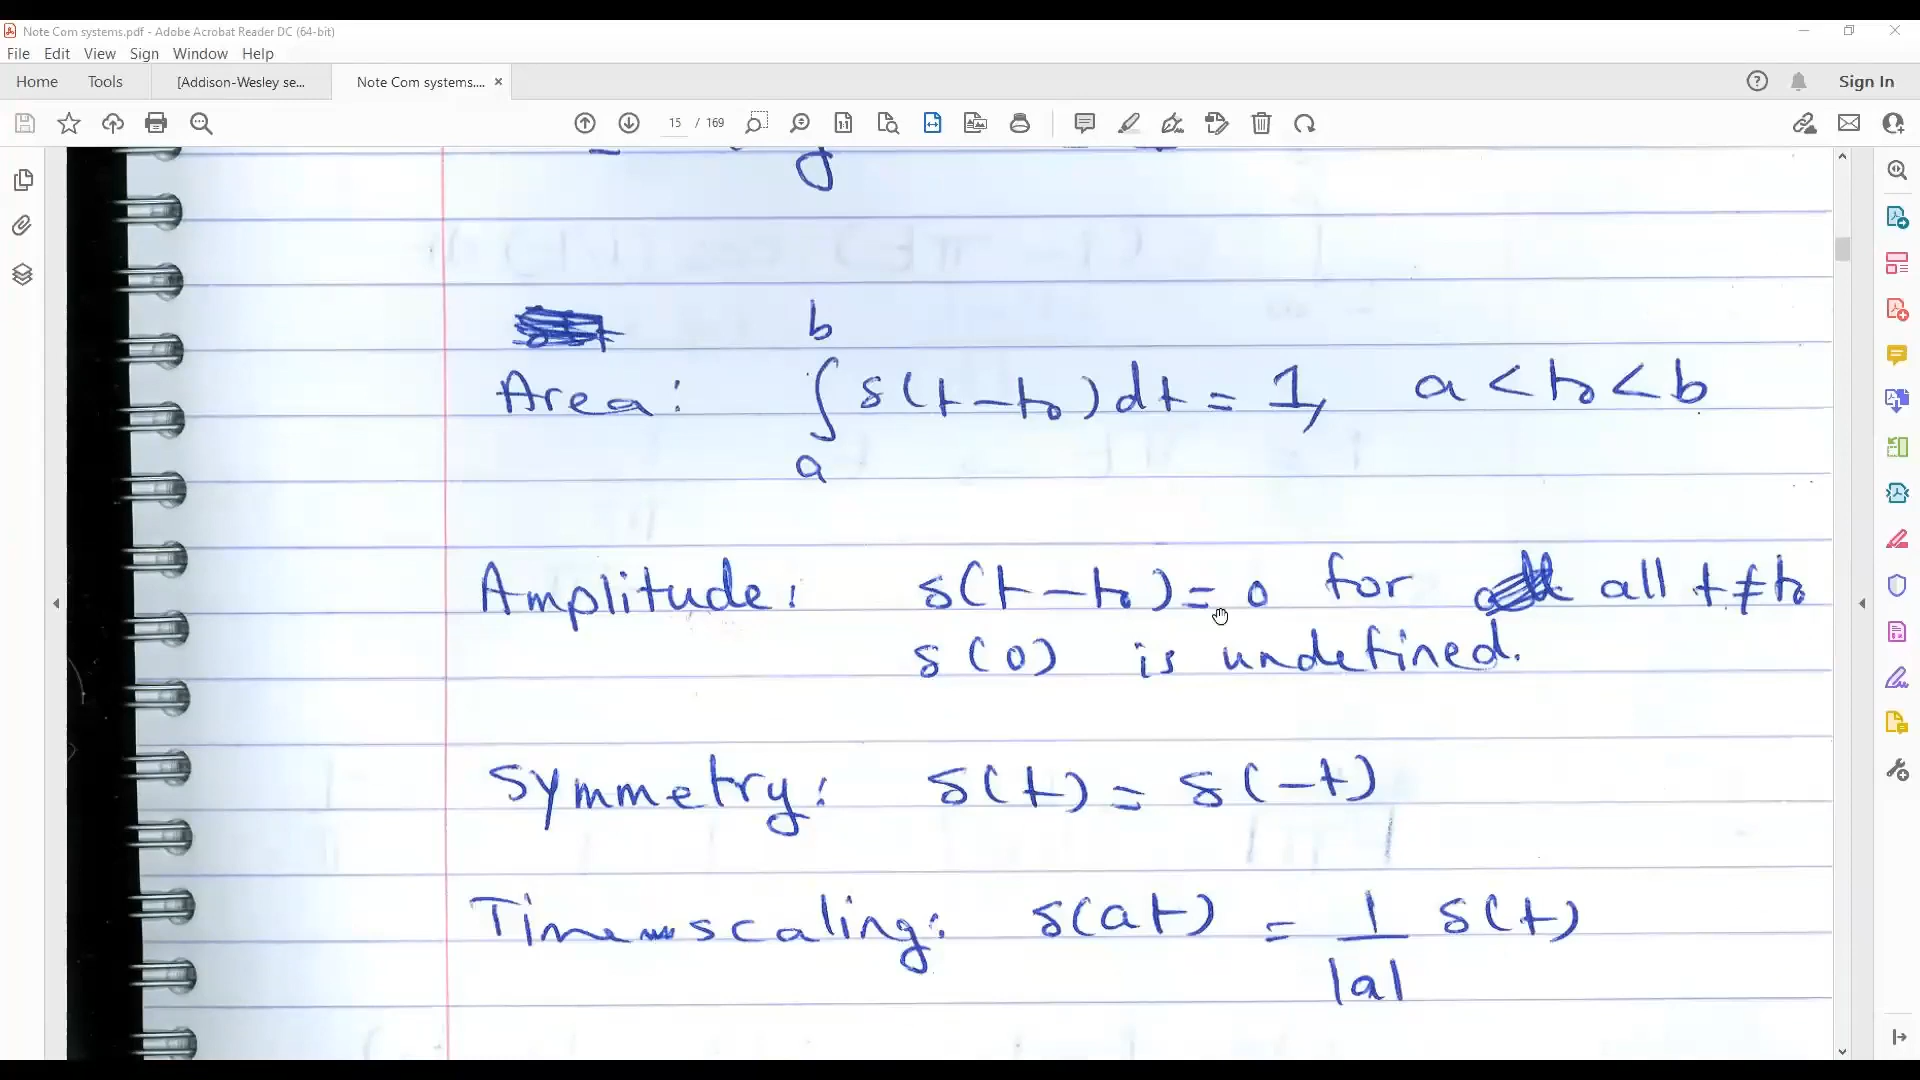 Note Com systems.pdf - Adobe Acrobat Reader DC (64-bit)
File Edit View Sign Window Help
Home Tools [Addison-Wesley se... Note Com systems.... × Sign In
15 / 169
b
Area: ∫ δ(t-t₀)dt = 1, a < t₀ < b
a
Amplitude: δ(t-t₀) = 0 for all t≠t₀
δ(0) is undefined.
Symmetry: δ(t) = δ(-t)
Time scaling: δ(at) = 1 δ(t)
|a|